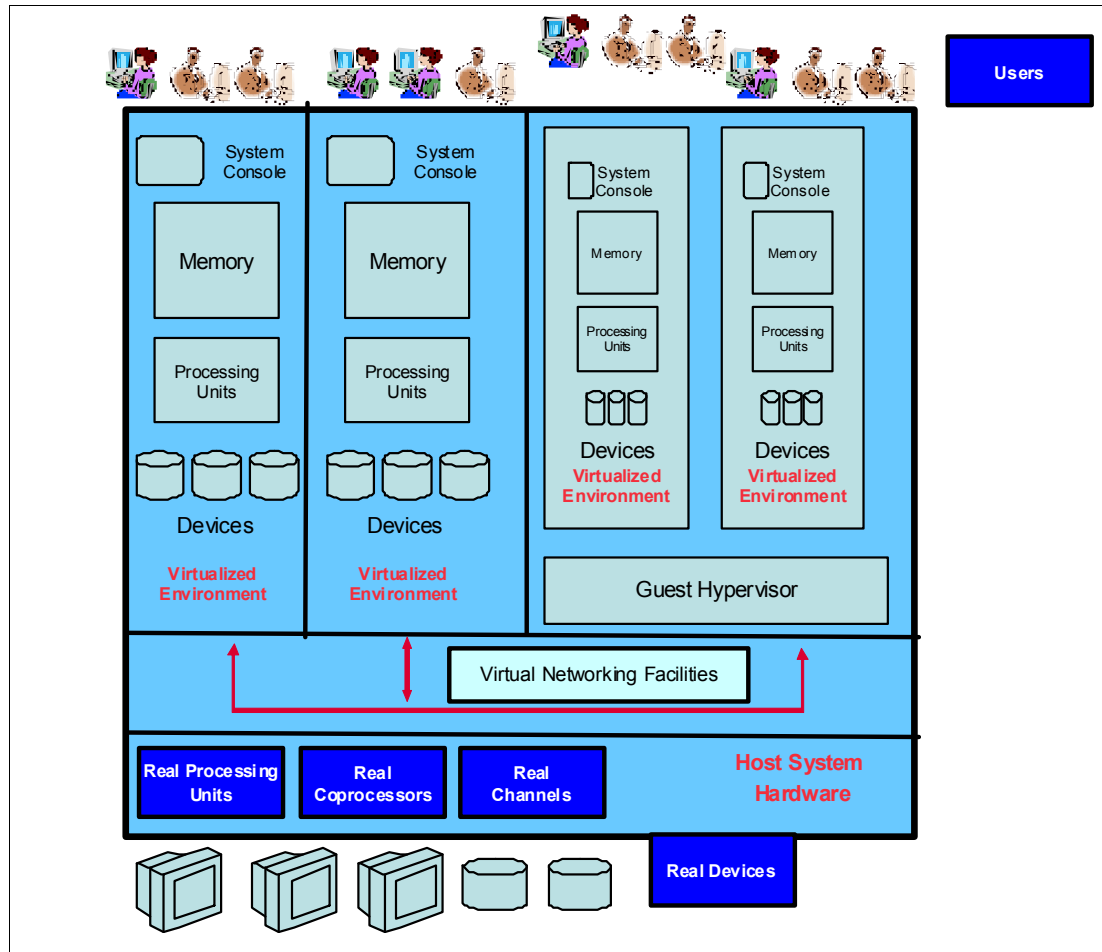 Users
System
Console
Memory
Processing
Units
Devices
Virtualized
Environment
System
Console
Memory
Processing
Units
Devices
Virtualized
Environment
System
Console
Memory
Processing
Units
Devices
Virtualized
Environment
System
Console
Memory
Processing
Units
Devices
Virtualized
Environment
Guest Hypervisor
Virtual Networking Facilities
Real Processing
Units
Real
Coprocessors
Real
Channels
Host System
Hardware
Real Devices